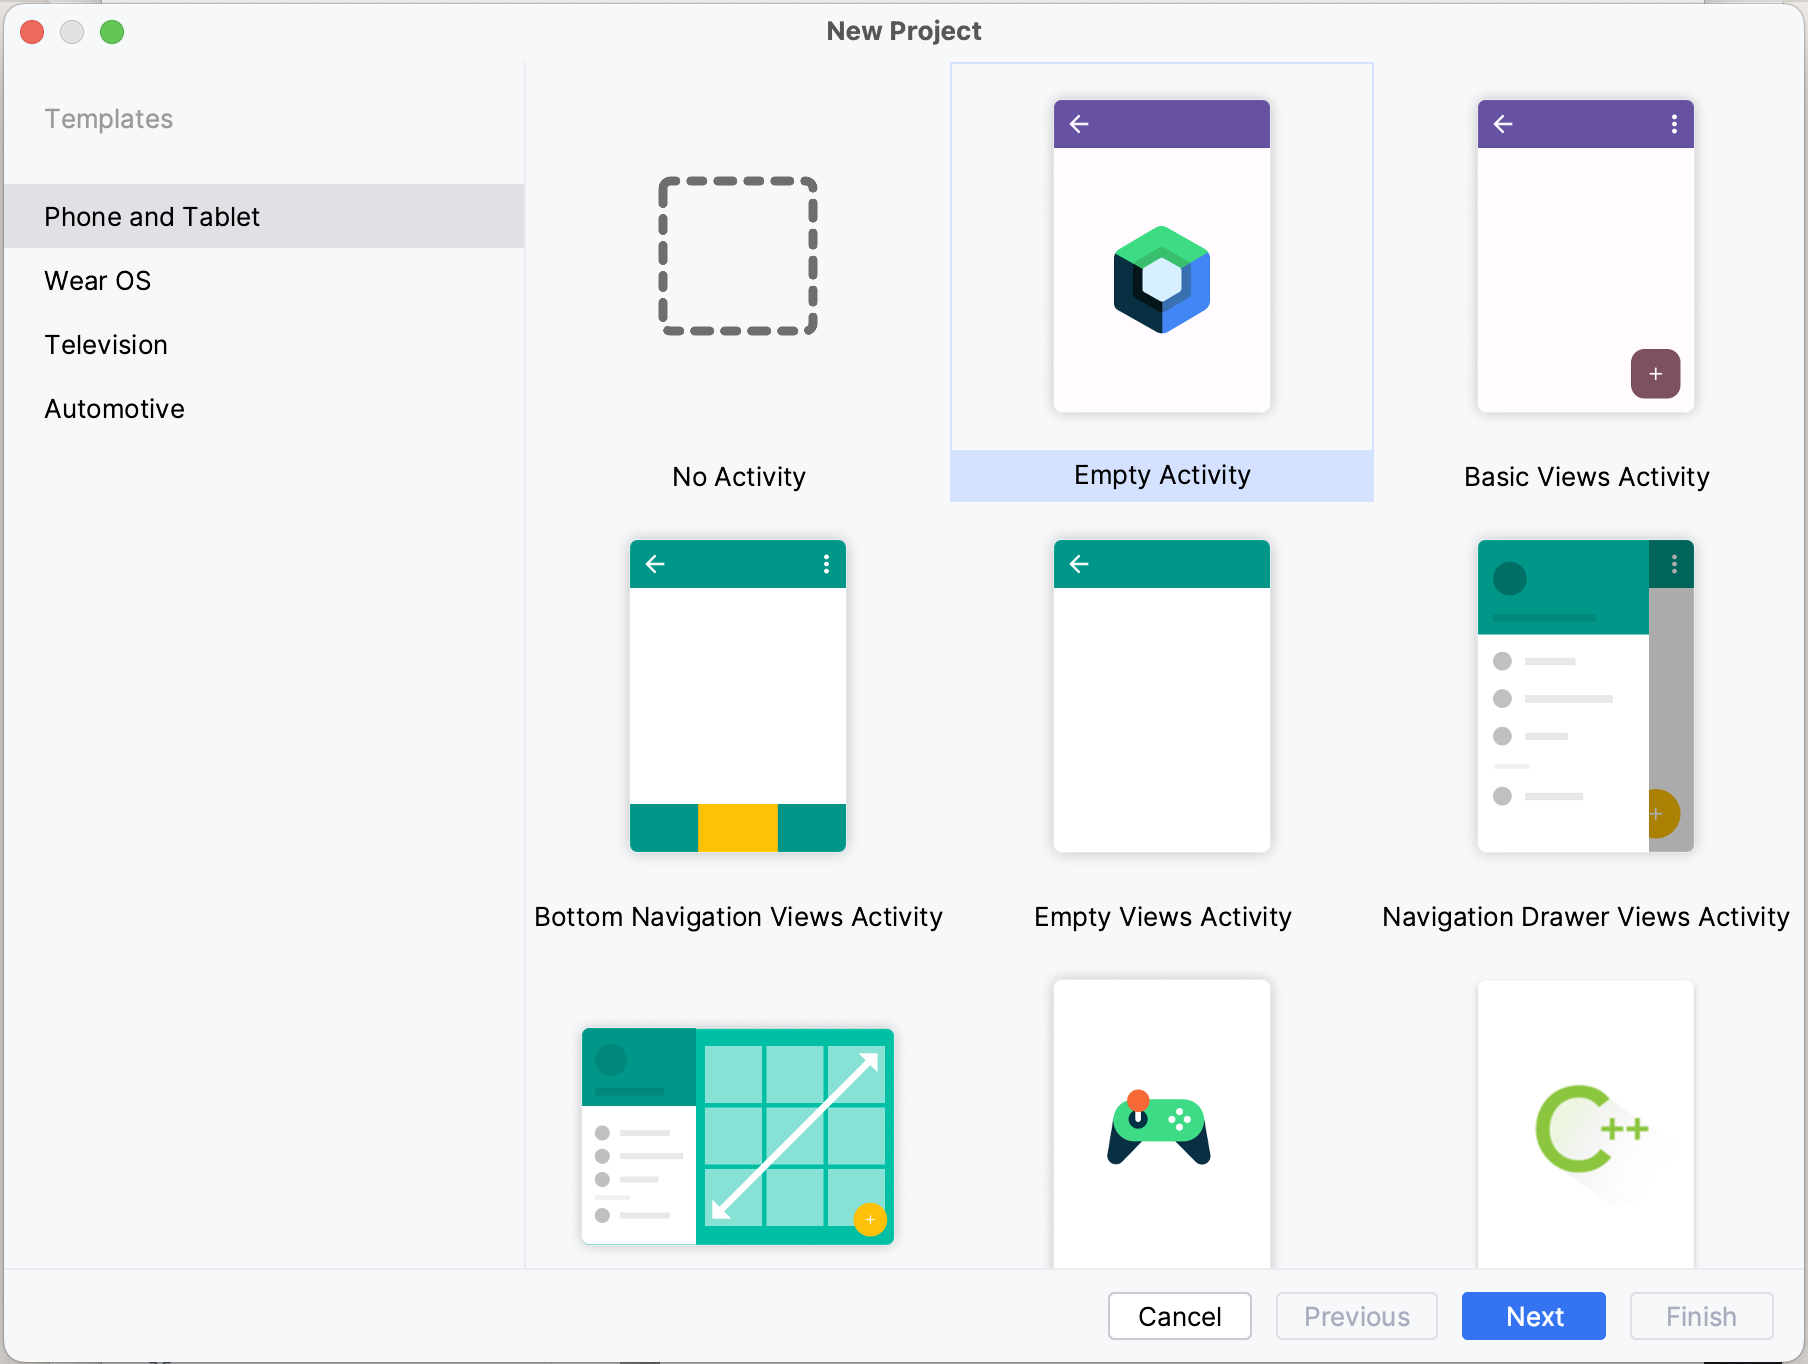 New Project
Templates
Phone and Tablet
Wear OS
Television
Automotive
No Activity
Empty Activity
Basic Views Activity
Bottom Navigation Views Activity
Empty Views Activity
Navigation Drawer Views Activity
C++
Cancel
Previous
Next
Finish